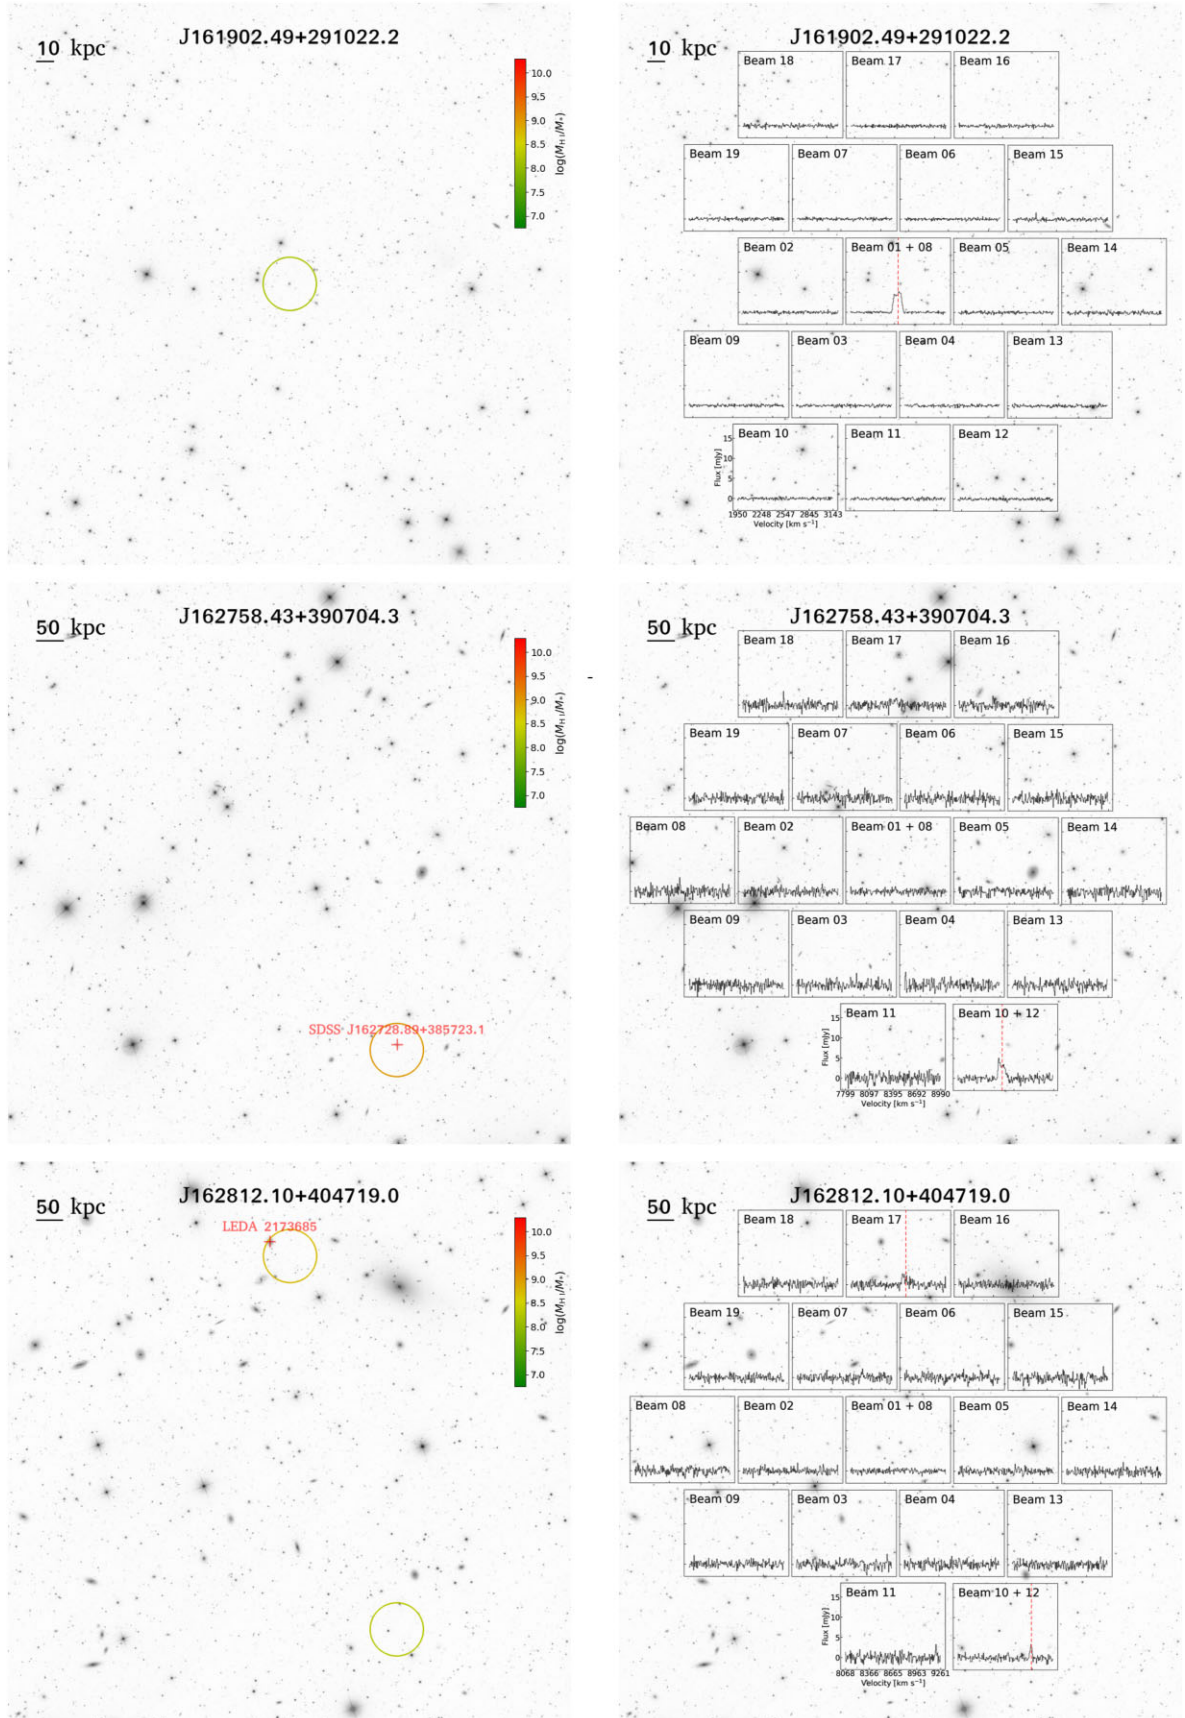 J161902.49+291022.2
10 kpc
10.0
9.5
9.0
8.5
8.0
7.5
7.0
log(M_H I/M_*)
J161902.49+291022.2
10 kpc
Beam 18
Beam 17
Beam 16
Beam 19
Beam 07
Beam 06
Beam 15
Beam 02
Beam 01 + 08
Beam 05
Beam 14
Beam 09
Beam 03
Beam 04
Beam 13
Beam 10
Beam 11
Beam 12
15
10
5
0
Flux [mJy]
1950 2248 2547 2845 3143
Velocity [km s⁻¹]
J162758.43+390704.3
50 kpc
10.0
9.5
9.0
8.5
8.0
7.5
7.0
log(M_H I/M_*)
SDSS J162728.89+385723.1
-
J162758.43+390704.3
50 kpc
Beam 18
Beam 17
Beam 16
Beam 19
Beam 07
Beam 06
Beam 15
Beam 08
Beam 02
Beam 01 + 08
Beam 05
Beam 14
Beam 09
Beam 03
Beam 04
Beam 13
Beam 11
Beam 10 + 12
15
10
5
0
Flux [mJy]
7799 8097 8395 8692 8990
Velocity [km s⁻¹]
J162812.10+404719.0
50 kpc
LEDA 2173685
10.0
9.5
9.0
8.5
8.0
7.5
7.0
log(M_H I/M_*)
J162812.10+404719.0
50 kpc
Beam 18
Beam 17
Beam 16
Beam 19
Beam 07
Beam 06
Beam 15
Beam 08
Beam 02
Beam 01 + 08
Beam 05
Beam 14
Beam 09
Beam 03
Beam 04
Beam 13
Beam 11
Beam 10 + 12
15
10
5
0
Flux [mJy]
8068 8366 8665 8963 9261
Velocity [km s⁻¹]